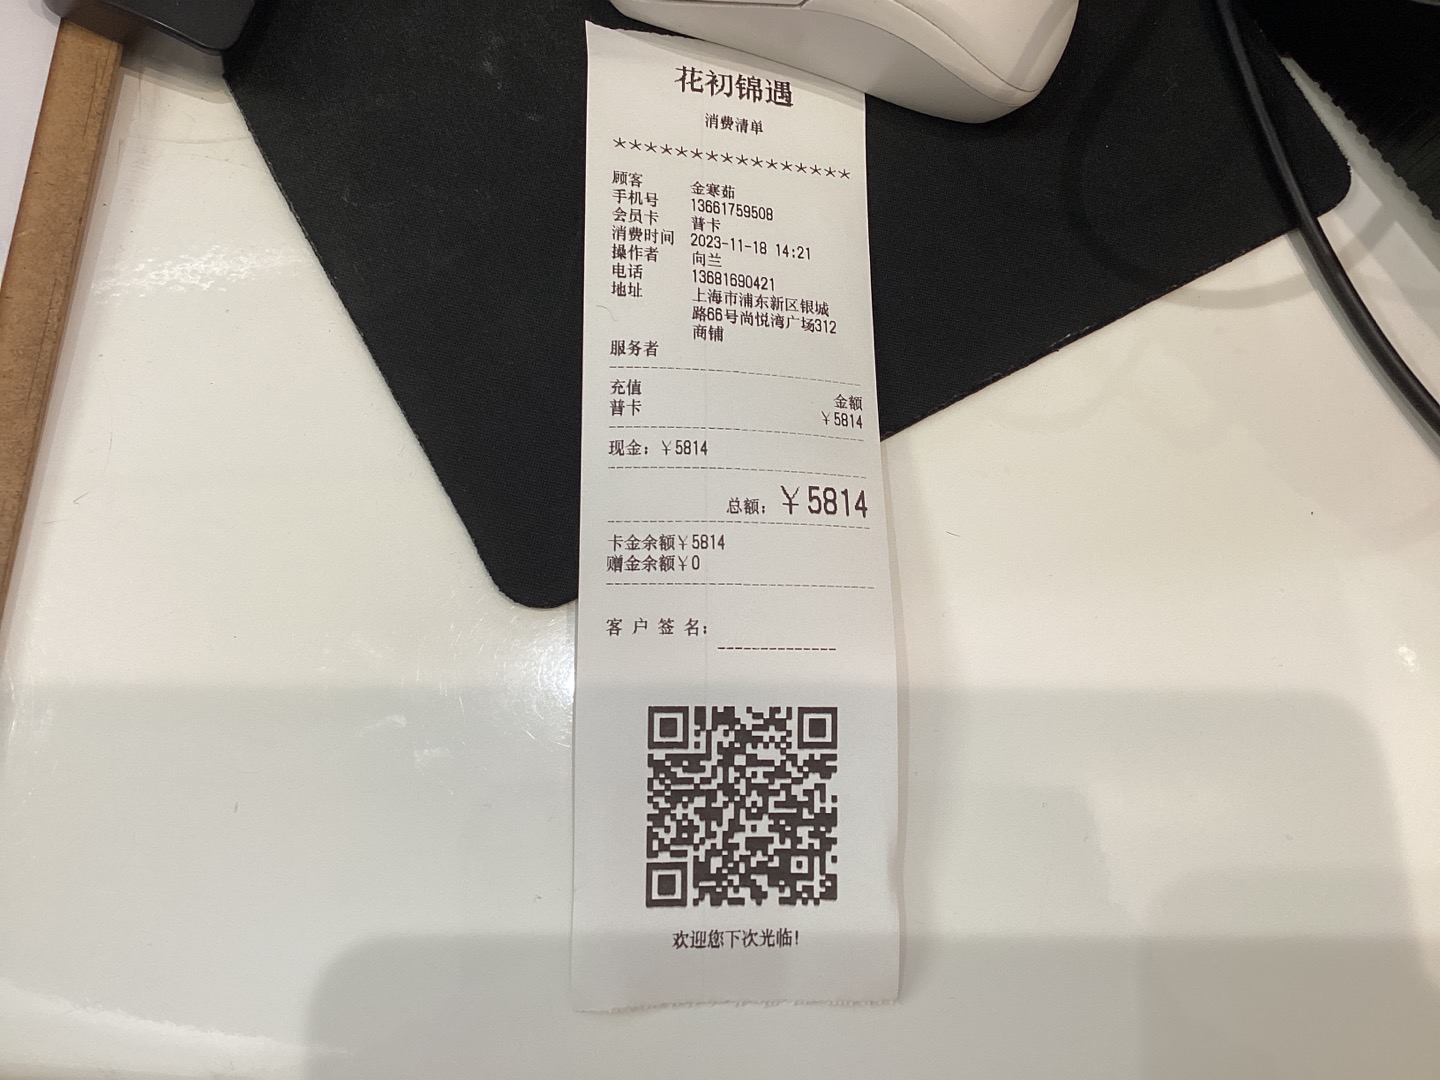 花初锦遇
消费清单
****************
顾客 金寒茹
手机号 13661759508
会员卡 普卡
消费时间 2023-11-18 14:21
操作者 向兰
电话 13681690421
地址 上海市浦东新区银城
路66号尚悦湾广场312
商铺
服务者
充值 金额
普卡 ￥5814
现金：￥5814
总额：￥5814
卡金余额￥5814
赠金余额￥0
客 户 签 名：
欢迎您下次光临!